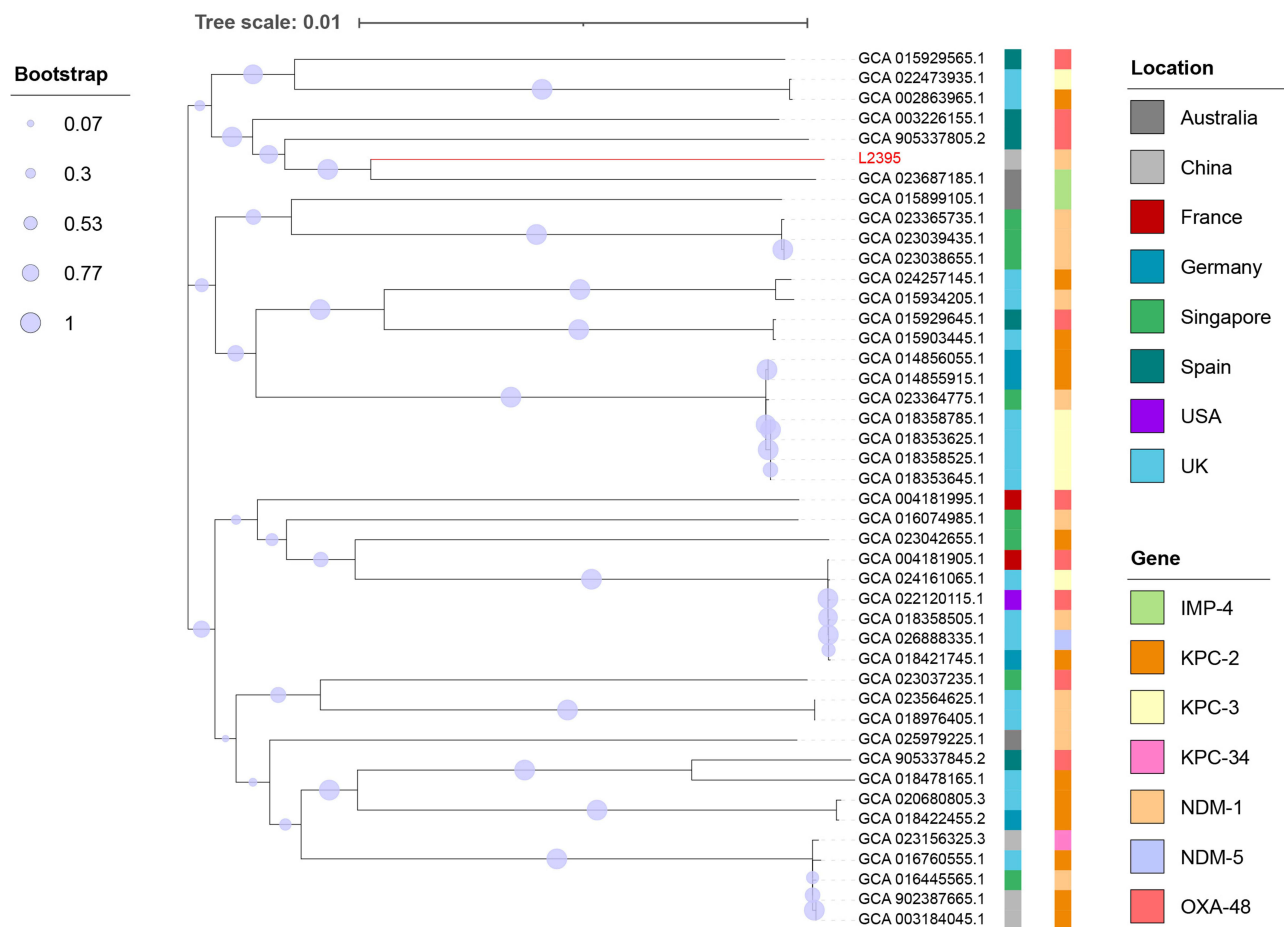 Tree scale: 0.01
Bootstrap
0.07
0.3
0.53
0.77
1
GCA 015929565.1
GCA 022473935.1
GCA 002863965.1
GCA 003226155.1
GCA 905337805.2
L2395
GCA 023687185.1
GCA 015899105.1
GCA 023365735.1
GCA 023039435.1
GCA 023038655.1
GCA 024257145.1
GCA 015934205.1
GCA 015929645.1
GCA 015903445.1
GCA 014856055.1
GCA 014855915.1
GCA 023364775.1
GCA 018358785.1
GCA 018353625.1
GCA 018358525.1
GCA 018353645.1
GCA 004181995.1
GCA 016074985.1
GCA 023042655.1
GCA 004181905.1
GCA 024161065.1
GCA 022120115.1
GCA 018358505.1
GCA 026888335.1
GCA 018421745.1
GCA 023037235.1
GCA 023564625.1
GCA 018976405.1
GCA 025979225.1
GCA 905337845.2
GCA 018478165.1
GCA 020680805.3
GCA 018422455.2
GCA 023156325.3
GCA 016760555.1
GCA 016445565.1
GCA 902387665.1
GCA 003184045.1
Location
Australia
China
France
Germany
Singapore
Spain
USA
UK
Gene
IMP-4
KPC-2
KPC-3
KPC-34
NDM-1
NDM-5
OXA-48